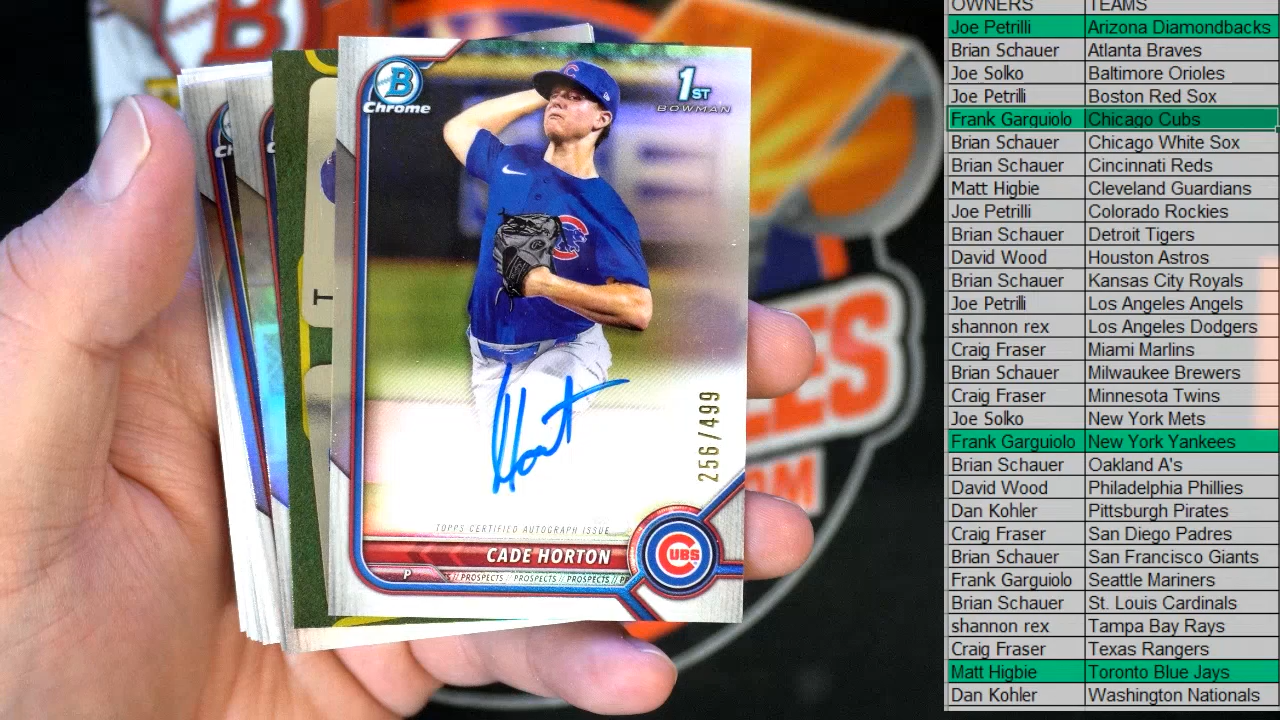 B
Chrome
1ST
BOWMAN
256/499
TOPPS CERTIFIED AUTOGRAPH ISSUE
CADE HORTON
P
// PROSPECTS // PROSPECTS // PROSPECTS //
CUBS
T
OWNERS TEAMS
Joe Petrilli Arizona Diamondbacks
Brian Schauer Atlanta Braves
Joe Solko Baltimore Orioles
Joe Petrilli Boston Red Sox
Frank Garguiolo Chicago Cubs
Brian Schauer Chicago White Sox
Brian Schauer Cincinnati Reds
Matt Higbie Cleveland Guardians
Joe Petrilli Colorado Rockies
Brian Schauer Detroit Tigers
David Wood Houston Astros
Brian Schauer Kansas City Royals
Joe Petrilli Los Angeles Angels
shannon rex Los Angeles Dodgers
Craig Fraser Miami Marlins
Brian Schauer Milwaukee Brewers
Craig Fraser Minnesota Twins
Joe Solko New York Mets
Frank Garguiolo New York Yankees
Brian Schauer Oakland A's
David Wood Philadelphia Phillies
Dan Kohler Pittsburgh Pirates
Craig Fraser San Diego Padres
Brian Schauer San Francisco Giants
Frank Garguiolo Seattle Mariners
Brian Schauer St. Louis Cardinals
shannon rex Tampa Bay Rays
Craig Fraser Texas Rangers
Matt Higbie Toronto Blue Jays
Dan Kohler Washington Nationals